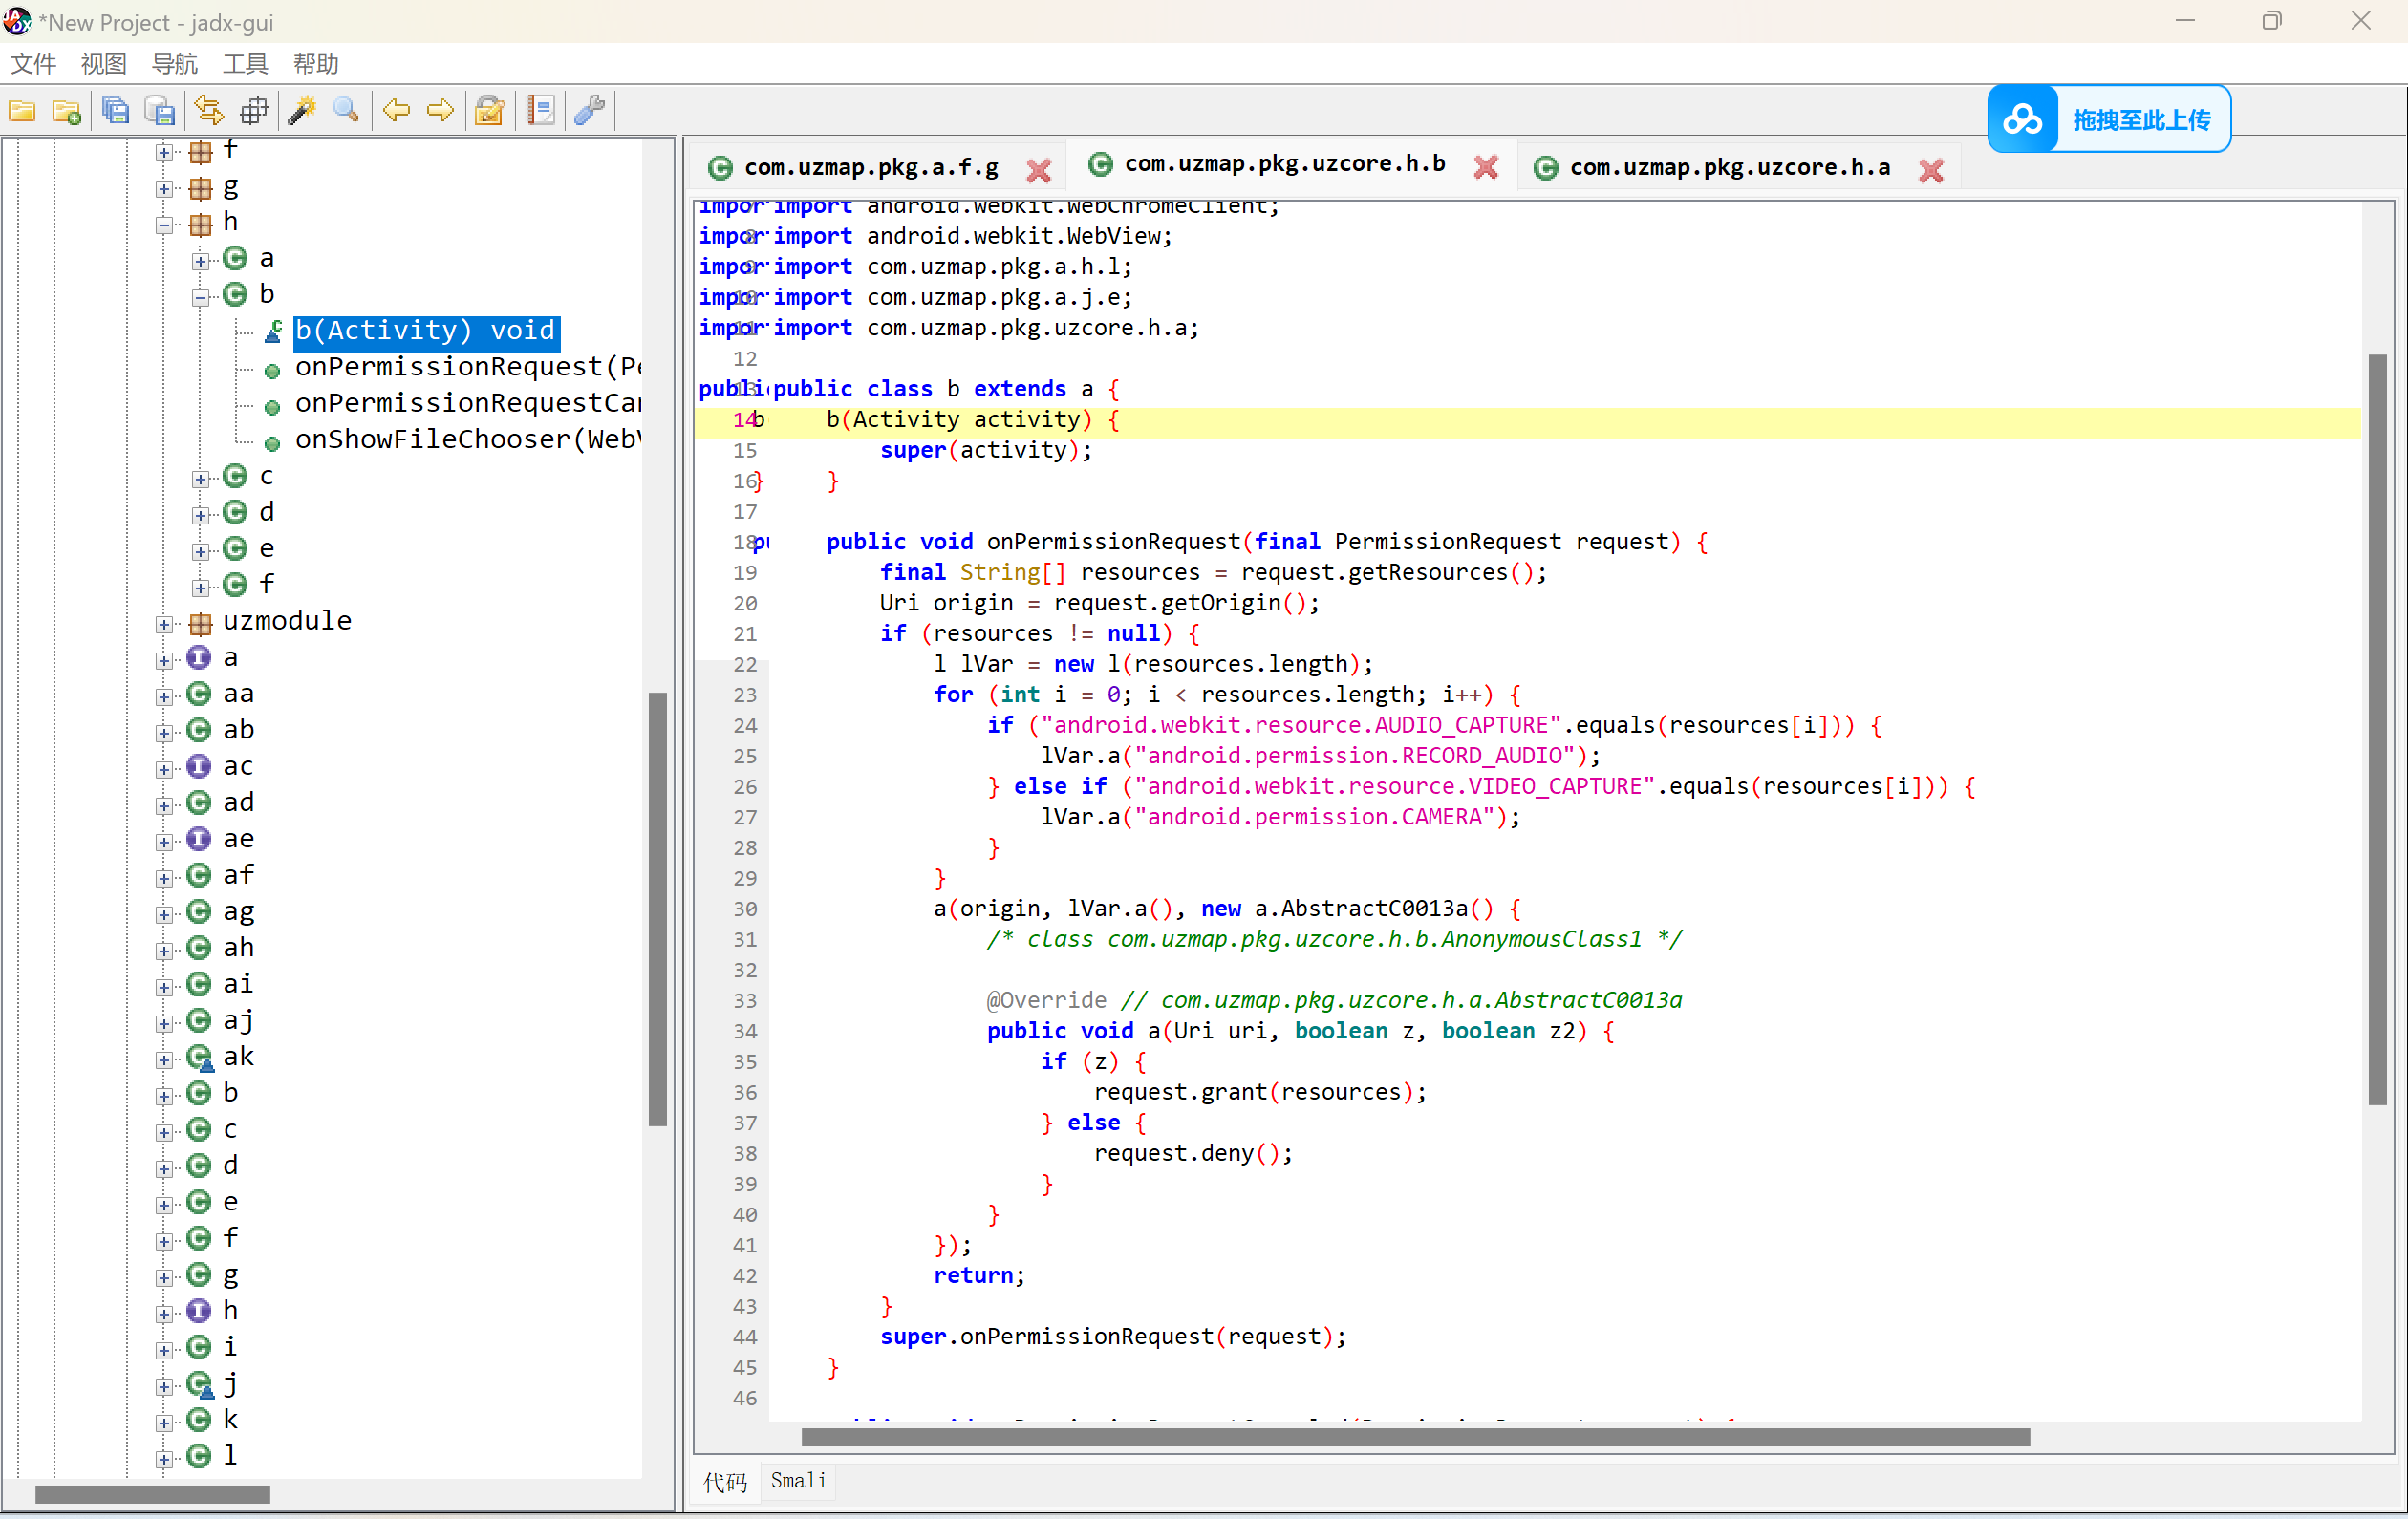 *New Project - jadx-gui
文件 视图 导航 工具 帮助
拖拽至此上传
f
g
h
a
b
b(Activity) void
onPermissionRequest(Pe
onPermissionRequestCan
onShowFileChooser(WebV
c
d
e
f
uzmodule
a
aa
ab
ac
ad
ae
af
ag
ah
ai
aj
ak
b
c
d
e
f
g
h
i
j
k
l
com.uzmap.pkg.a.f.g com.uzmap.pkg.uzcore.h.b com.uzmap.pkg.uzcore.h.a
import android.webkit.WebChromeClient;
8 import android.webkit.WebView;
9 import com.uzmap.pkg.a.h.l;
10 import com.uzmap.pkg.a.j.e;
11 import com.uzmap.pkg.uzcore.h.a;
12
13 public class b extends a {
14 b(Activity activity) {
15 super(activity);
16 }
17
18 public void onPermissionRequest(final PermissionRequest request) {
19 final String[] resources = request.getResources();
20 Uri origin = request.getOrigin();
21 if (resources != null) {
22 l lVar = new l(resources.length);
23 for (int i = 0; i < resources.length; i++) {
24 if ("android.webkit.resource.AUDIO_CAPTURE".equals(resources[i])) {
25 lVar.a("android.permission.RECORD_AUDIO");
26 } else if ("android.webkit.resource.VIDEO_CAPTURE".equals(resources[i])) {
27 lVar.a("android.permission.CAMERA");
28 }
29 }
30 a(origin, lVar.a(), new a.AbstractC0013a() {
31 /* class com.uzmap.pkg.uzcore.h.b.AnonymousClass1 */
32
33 @Override // com.uzmap.pkg.uzcore.h.a.AbstractC0013a
34 public void a(Uri uri, boolean z, boolean z2) {
35 if (z) {
36 request.grant(resources);
37 } else {
38 request.deny();
39 }
40 }
41 });
42 return;
43 }
44 super.onPermissionRequest(request);
45 }
46
代码 Smali